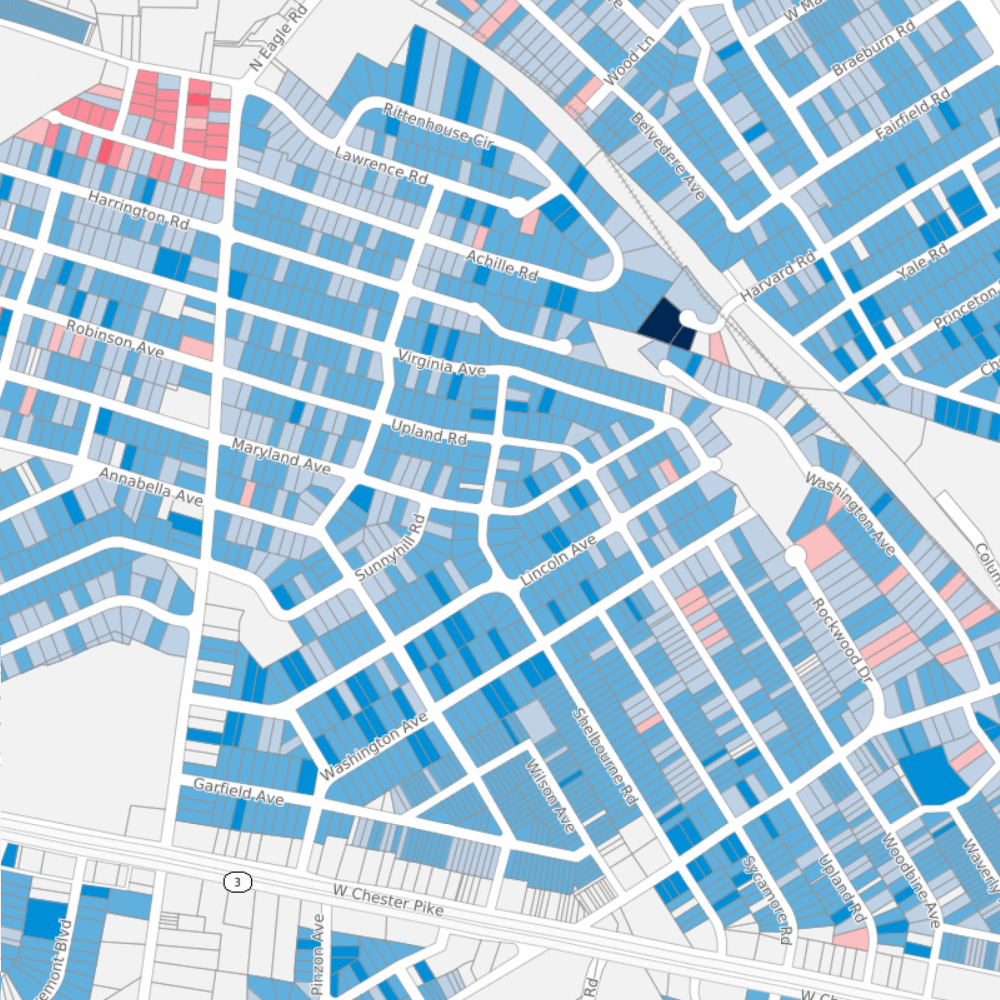 N Eagle Rd
Wood Ln
Braeburn Rd
Fairfield Rd
Rittenhouse Cir
Belvedere Ave
Lawrence Rd
Harrington Rd
Achille Rd
Harvard Rd
Yale Rd
Princeton
Robinson Ave
Virginia Ave
Upland Rd
Maryland Ave
Annabella Ave
Sunnyhill Rd
Lincoln Ave
Washington Ave
Rockwood Dr
Washington Ave
Shelbourne Rd
Wilson Ave
Garfield Ave
Sycamore Rd
Upland Rd
Woodbine Ave
Waverly
3
W Chester Pike
Pinzon Ave
emont Blvd
Rd
W Ch